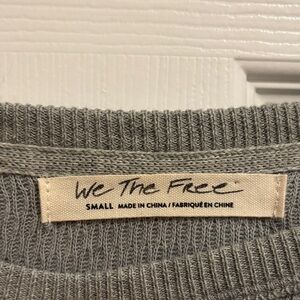 We The Free
SMALL MADE IN CHINA / FABRIQUÉ EN CHINE